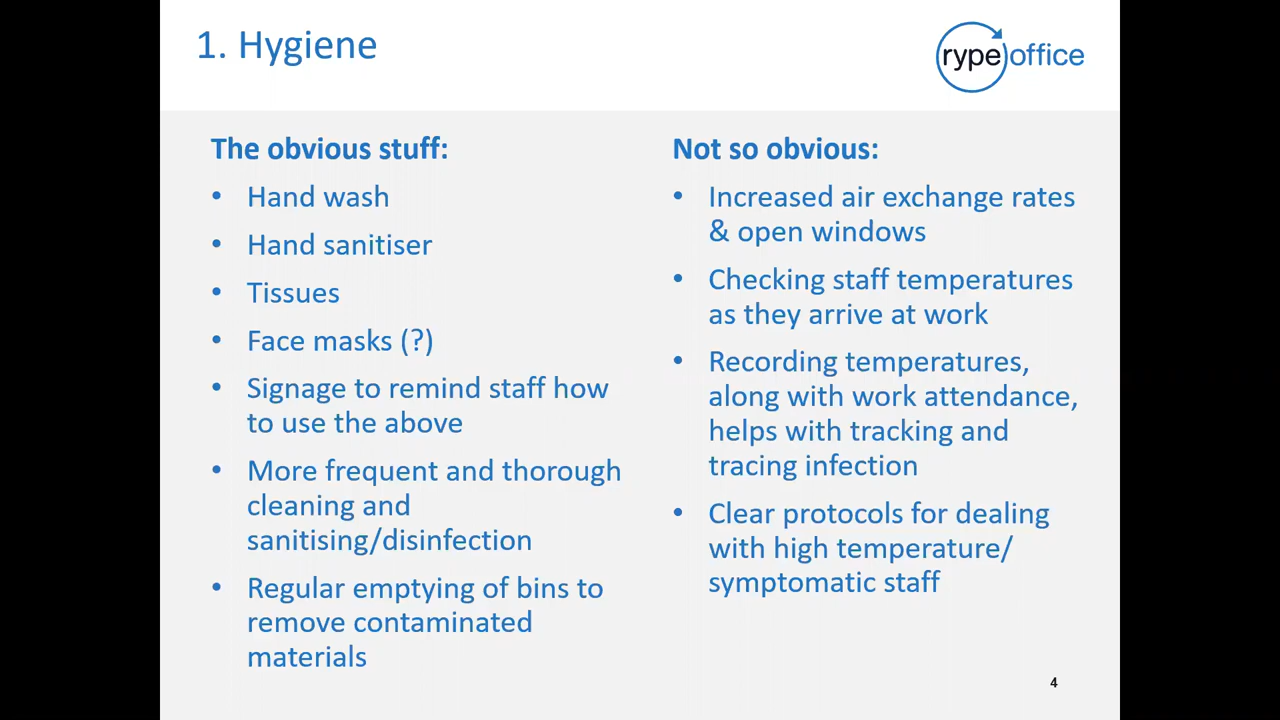 1. Hygiene
rype office
The obvious stuff:
• Hand wash
• Hand sanitiser
• Tissues
• Face masks (?)
• Signage to remind staff how
to use the above
• More frequent and thorough
cleaning and
sanitising/disinfection
• Regular emptying of bins to
remove contaminated
materials
Not so obvious:
• Increased air exchange rates
& open windows
• Checking staff temperatures
as they arrive at work
• Recording temperatures,
along with work attendance,
helps with tracking and
tracing infection
• Clear protocols for dealing
with high temperature/
symptomatic staff
4